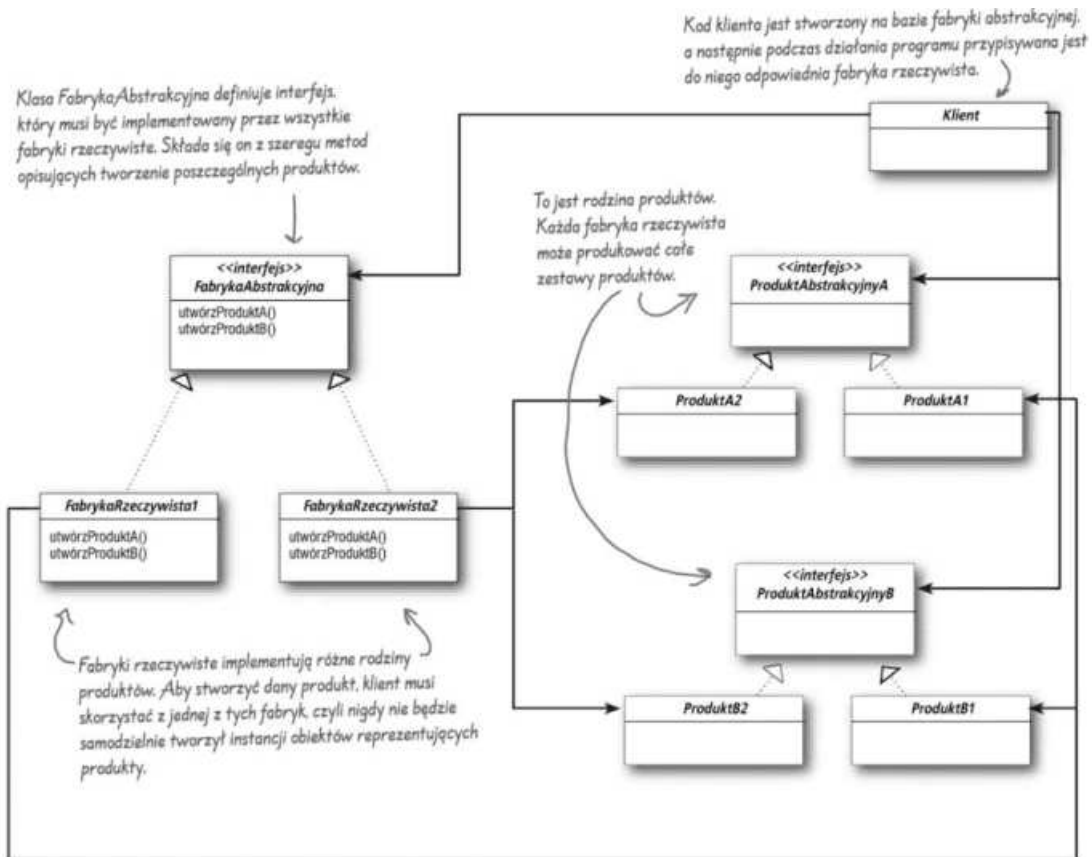 Kod klienta jest stworzony na bazie fabryki abstrakcyjnej,
a następnie podczas działania programu przypisywana jest
do niego odpowiednia fabryka rzeczywista.
Klasa FabrykaAbstrakcyjna definiuje interfejs,
który musi być implementowany przez wszystkie
fabryki rzeczywiste. Składa się on z szeregu metod
opisujących tworzenie poszczególnych produktów.
Klient
To jest rodzina produktów.
Każda fabryka rzeczywista
może produkować całe
zestawy produktów.
<<interfejs>>
FabrykaAbstrakcyjna
utwórzProduktA()
utwórzProduktB()
<<interfejs>>
ProduktAbstrakcyjnyA
ProduktA2
ProduktA1
FabrykaRzeczywista1
utwórzProduktA()
utwórzProduktB()
FabrykaRzeczywista2
utwórzProduktA()
utwórzProduktB()
<<interfejs>>
ProduktAbstrakcyjnyB
ProduktB2
ProduktB1
Fabryki rzeczywiste implementują różne rodziny
produktów. Aby stworzyć dany produkt, klient musi
skorzystać z jednej z tych fabryk, czyli nigdy nie będzie
samodzielnie tworzył instancji obiektów reprezentujących
produkty.